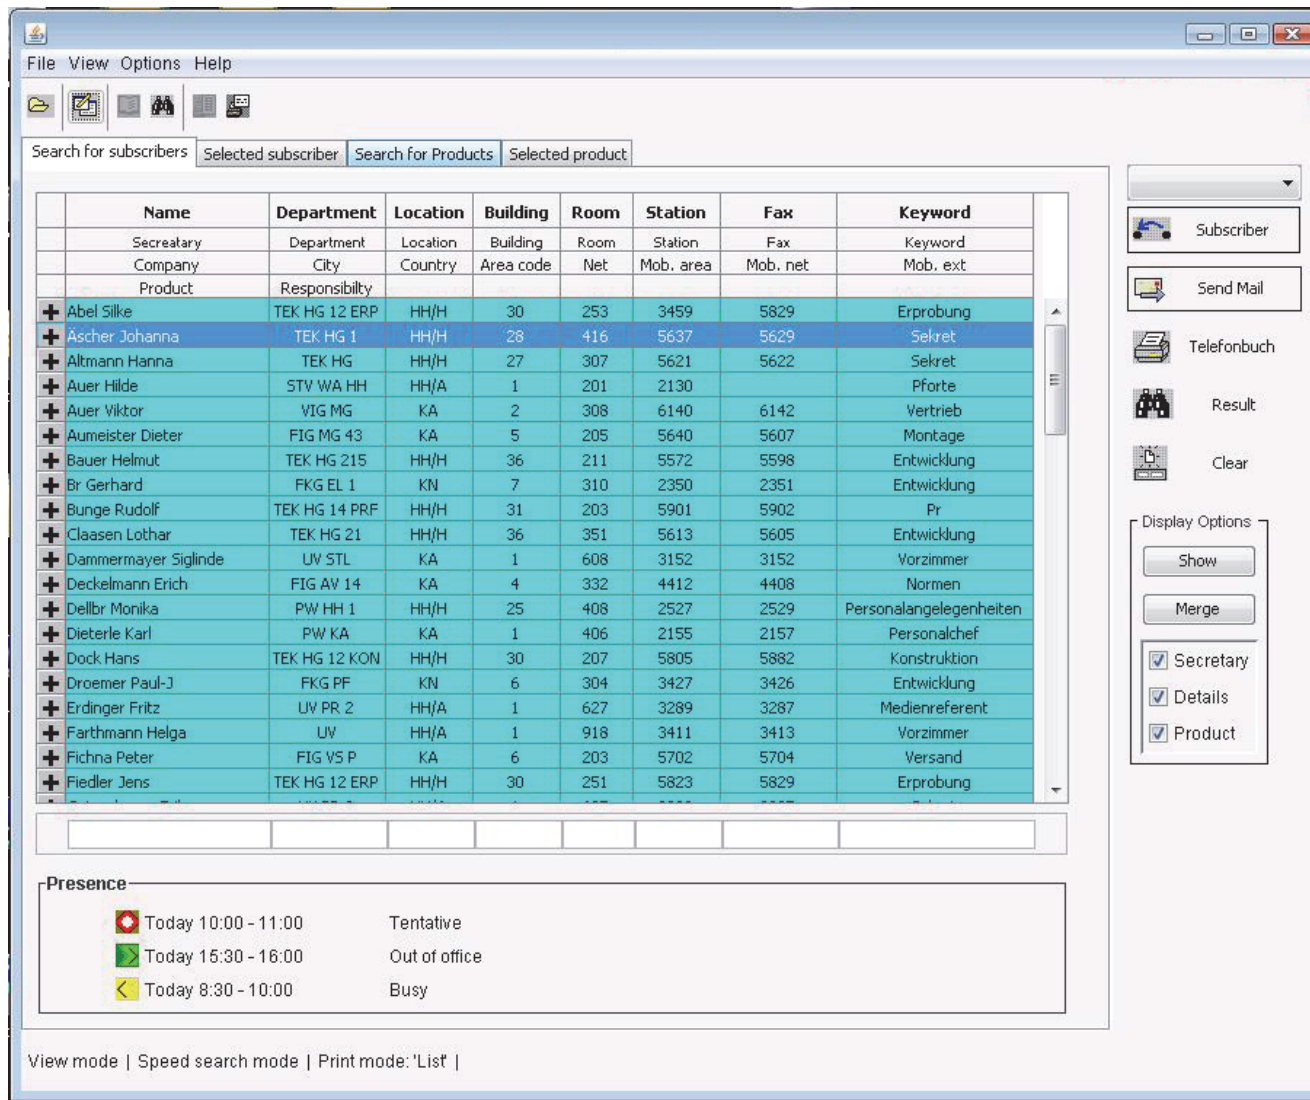 File View Options Help
Search for subscribers Selected subscriber Search for Products Selected product
Name Department Location Building Room Station Fax Keyword
Secreatary Department Location Building Room Station Fax Keyword
Company City Country Area code Net Mob. area Mob. net Mob. ext
Product Responsibilty
Abel Silke TEK HG 12 ERP HH/H 30 253 3459 5829 Erprobung
Äscher Johanna TEK HG 1 HH/H 28 416 5637 5629 Sekret
Altmann Hanna TEK HG HH/H 27 307 5621 5622 Sekret
Auer Hilde STV WA HH HH/A 1 201 2130 Pforte
Auer Viktor VIG MG KA 2 308 6140 6142 Vertrieb
Aumeister Dieter FIG MG 43 KA 5 205 5640 5607 Montage
Bauer Helmut TEK HG 215 HH/H 36 211 5572 5598 Entwicklung
Br Gerhard FKG EL 1 KN 7 310 2350 2351 Entwicklung
Bunge Rudolf TEK HG 14 PRF HH/H 31 203 5901 5902 Pr
Claasen Lothar TEK HG 21 HH/H 36 351 5613 5605 Entwicklung
Dammermayer Siglinde UV STL KA 1 608 3152 3152 Vorzimmer
Deckelmann Erich FIG AV 14 KA 4 332 4412 4408 Normen
Dellbr Monika PW HH 1 HH/H 25 408 2527 2529 Personalangelegenheiten
Dieterle Karl PW KA KA 1 406 2155 2157 Personalchef
Dock Hans TEK HG 12 KON HH/H 30 207 5805 5882 Konstruktion
Droemer Paul-J FKG PF KN 6 304 3427 3426 Entwicklung
Erdinger Fritz UV PR 2 HH/A 1 627 3289 3287 Medienreferent
Farthmann Helga UV HH/A 1 918 3411 3413 Vorzimmer
Fichna Peter FIG VS P KA 6 203 5702 5704 Versand
Fiedler Jens TEK HG 12 ERP HH/H 30 251 5823 5829 Erprobung
Presence
Today 10:00 - 11:00 Tentative
Today 15:30 - 16:00 Out of office
Today 8:30 - 10:00 Busy
View mode | Speed search mode | Print mode: 'List' |
Subscriber
Send Mail
Telefonbuch
Result
Clear
Display Options
Show
Merge
Secretary
Details
Product